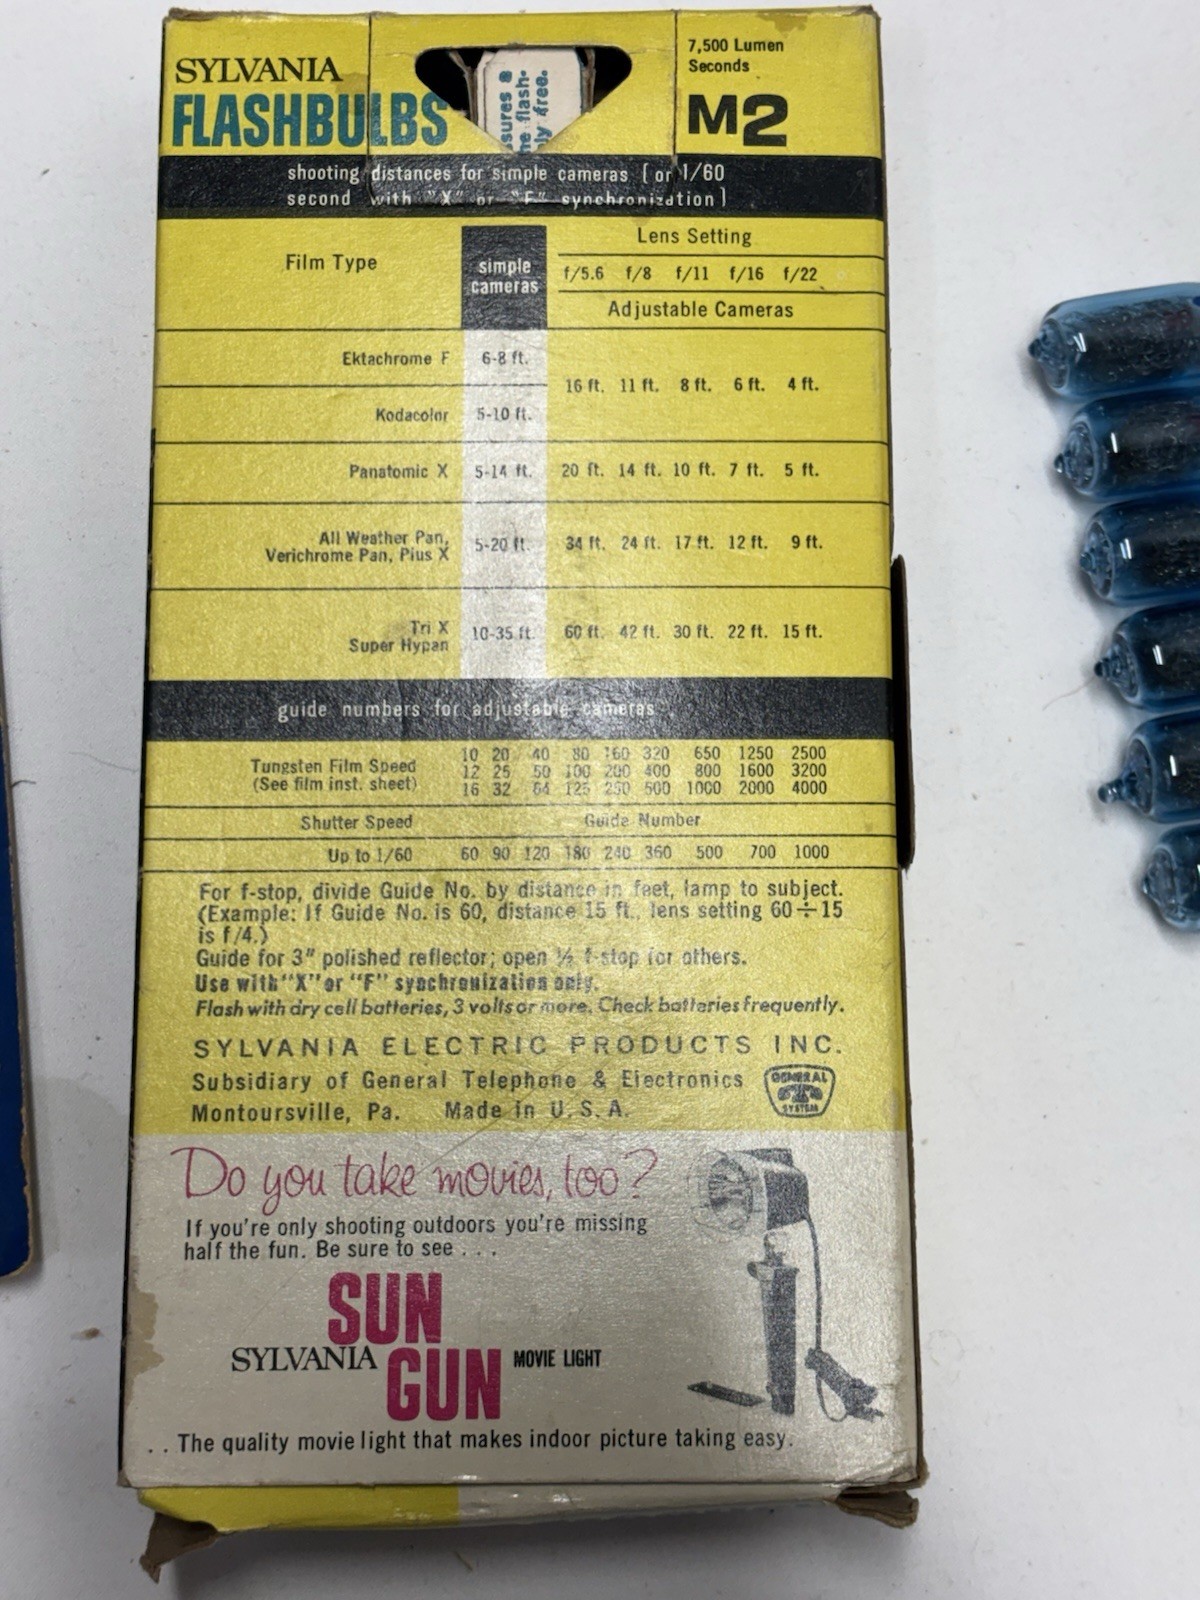 SYLVANIA
FLASHBULBS
sures a
ne flash-
ly free.
7,500 Lumen
Seconds
M2
shooting distances for simple cameras [or 1/60
second with "X" or "F" synchronization]
Film Type
simple
cameras
Lens Setting
f/5.6 f/8 f/11 f/16 f/22
Adjustable Cameras
Ektachrome F 6-8 ft.
16 ft. 11 ft. 8 ft. 6 ft. 4 ft.
Kodacolor 5-10 ft.
Panatomic X 5-14 ft. 20 ft. 14 ft. 10 ft. 7 ft. 5 ft.
All Weather Pan,
Verichrome Pan, Plus X 5-20 ft. 34 ft. 24 ft. 17 ft. 12 ft. 9 ft.
Tri X
Super Hypan 10-35 ft. 60 ft. 42 ft. 30 ft. 22 ft. 15 ft.
guide numbers for adjustable cameras
Tungsten Film Speed
(See film inst. sheet)
10 20 40 80 160 320 650 1250 2500
12 25 50 100 200 400 800 1600 3200
16 32 64 125 250 500 1000 2000 4000
Shutter Speed Guide Number
Up to 1/60 60 90 120 180 240 360 500 700 1000
For f-stop, divide Guide No. by distance in feet, lamp to subject.
(Example: If Guide No. is 60, distance 15 ft., lens setting 60÷15
is f/4.)
Guide for 3" polished reflector; open ½ f-stop for others.
Use with "X" or "F" synchronization only.
Flash with dry cell batteries, 3 volts or more. Check batteries frequently.
SYLVANIA ELECTRIC PRODUCTS INC.
Subsidiary of General Telephone & Electronics
Montoursville, Pa. Made in U.S.A.
GENERAL
SYSTEM
Do you take movies, too?
If you're only shooting outdoors you're missing
half the fun. Be sure to see . . .
SUN
SYLVANIA GUN MOVIE LIGHT
. . The quality movie light that makes indoor picture taking easy.